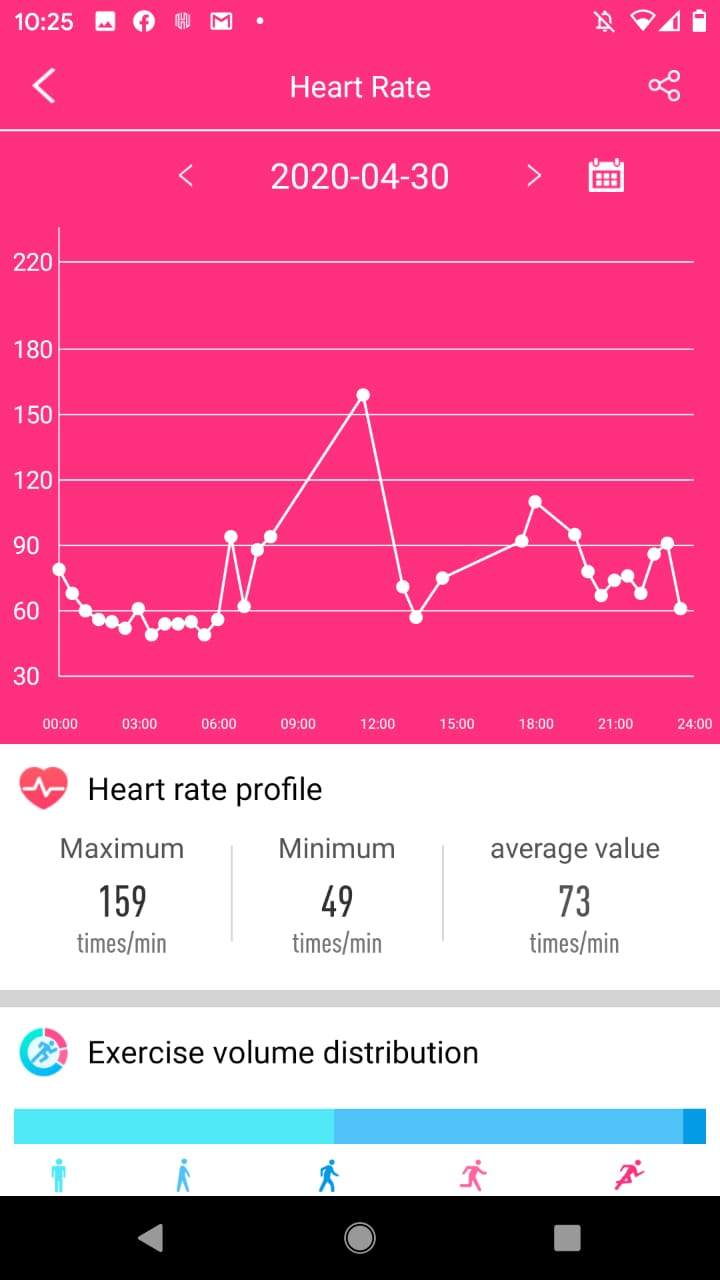 10:25
Heart Rate
< 2020-04-30 >
220
180
150
120
90
60
30
00:00 03:00 06:00 09:00 12:00 15:00 18:00 21:00 24:00
Heart rate profile
Maximum Minimum average value
159 49 73
times/min times/min times/min
Exercise volume distribution